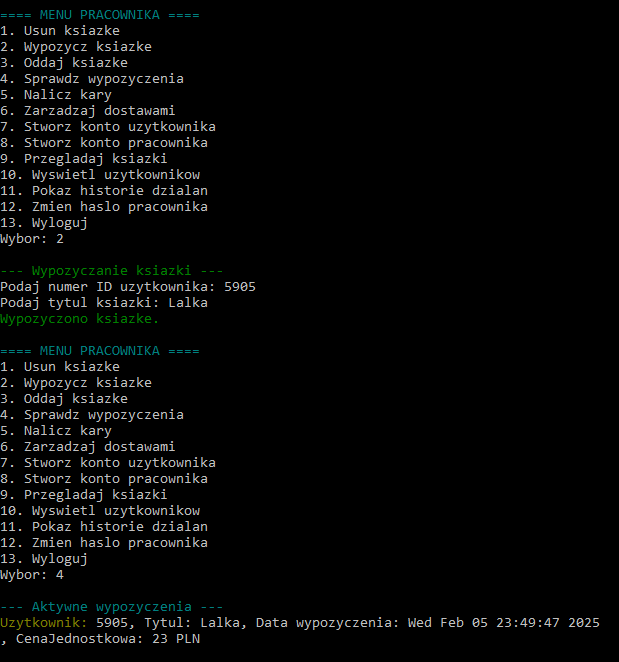 ==== MENU PRACOWNIKA ====
1. Usun ksiazke
2. Wypozycz ksiazke
3. Oddaj ksiazke
4. Sprawdz wypozyczenia
5. Nalicz kary
6. Zarzadzaj dostawami
7. Stworz konto uzytkownika
8. Stworz konto pracownika
9. Przegladaj ksiazki
10. Wyswietl uzytkownikow
11. Pokaz historie dzialan
12. Zmien haslo pracownika
13. Wyloguj
Wybor: 2

--- Wypozyczanie ksiazki ---
Podaj numer ID uzytkownika: 5905
Podaj tytul ksiazki: Lalka
Wypozyczono ksiazke.

==== MENU PRACOWNIKA ====
1. Usun ksiazke
2. Wypozycz ksiazke
3. Oddaj ksiazke
4. Sprawdz wypozyczenia
5. Nalicz kary
6. Zarzadzaj dostawami
7. Stworz konto uzytkownika
8. Stworz konto pracownika
9. Przegladaj ksiazki
10. Wyswietl uzytkownikow
11. Pokaz historie dzialan
12. Zmien haslo pracownika
13. Wyloguj
Wybor: 4

--- Aktywne wypozyczenia ---
Uzytkownik: 5905, Tytul: Lalka, Data wypozyczenia: Wed Feb 05 23:49:47 2025
, CenaJednostkowa: 23 PLN